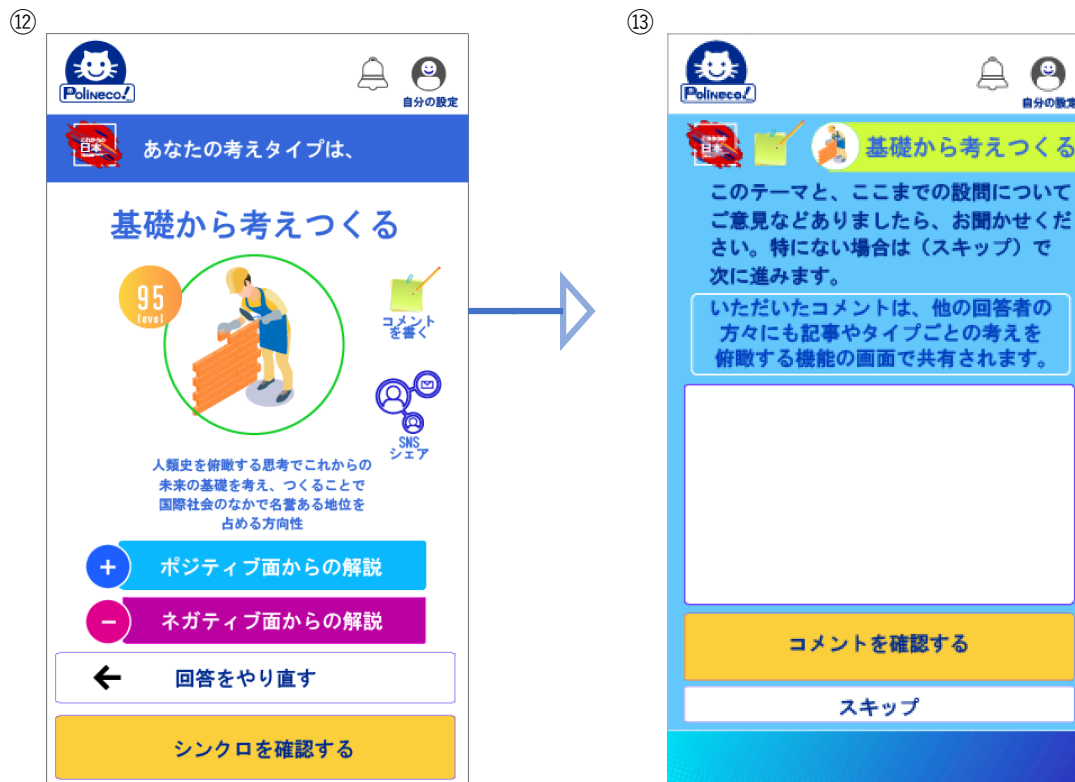 ⑫
Polineco!
自分の設定
これからの
日本
あなたの考えタイプは、
基礎から考えつくる
95
level
コメント
を書く
SNS
シェア
人類史を俯瞰する思考でこれからの
未来の基礎を考え、つくることで
国際社会のなかで名誉ある地位を
占める方向性
+ ポジティブ面からの解説
− ネガティブ面からの解説
← 回答をやり直す
シンクロを確認する
⑬
Polineco!
自分の設定
日本
基礎から考えつくる
このテーマと、ここまでの設問について
ご意見などありましたら、お聞かせくだ
さい。特にない場合は（スキップ）で
次に進みます。
いただいたコメントは、他の回答者の
方々にも記事やタイプごとの考えを
俯瞰する機能の画面で共有されます。
コメントを確認する
スキップ